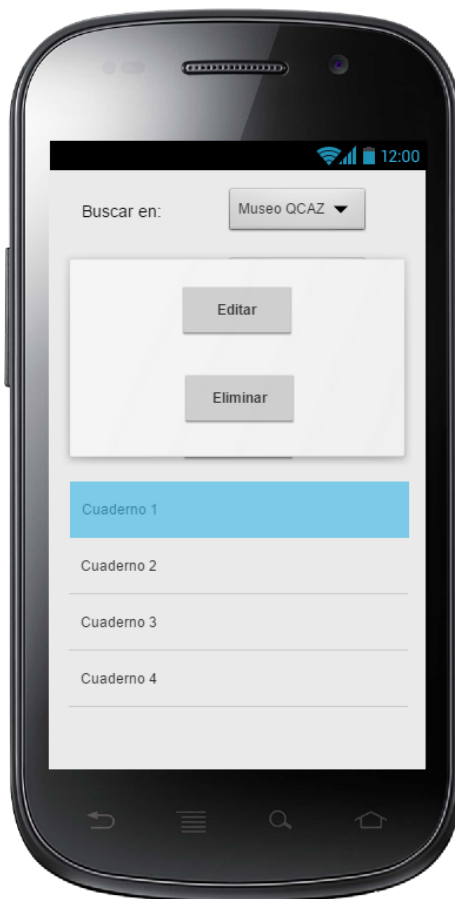 12:00
Buscar en:
Museo QCAZ
Editar
Eliminar
Cuaderno 1
Cuaderno 2
Cuaderno 3
Cuaderno 4